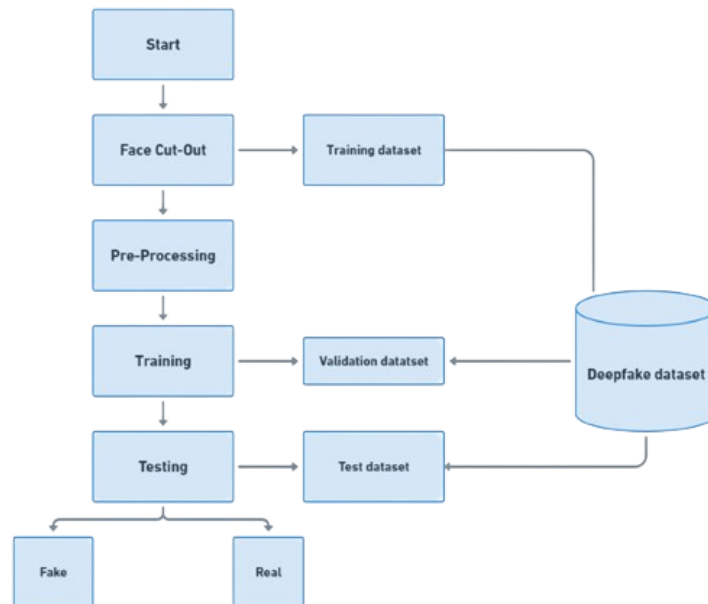 Start
Face Cut-Out
Training dataset
Pre-Processing
Training
Validation datatset
Deepfake dataset
Testing
Test dataset
Fake
Real